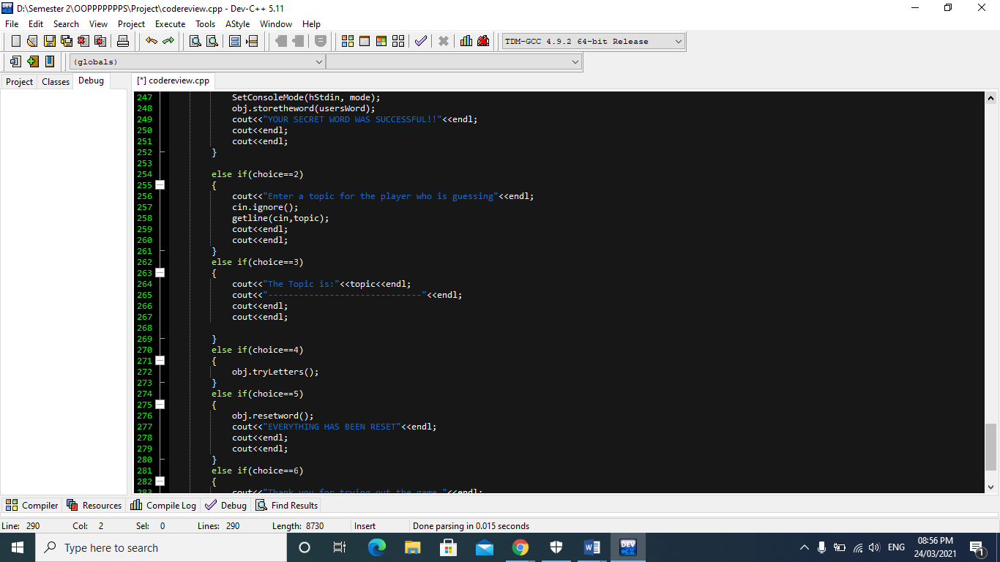 D:\Semester 2\OOPPPPPPPS\Project\codereview.cpp - Dev-C++ 5.11
File Edit Search View Project Execute Tools AStyle Window Help
TDM-GCC 4.9.2 64-bit Release
(globals)
Project Classes Debug
[*] codereview.cpp
247 SetConsoleMode(hStdin, mode);
248 obj.storetheword(usersWord);
249 cout<<"YOUR SECRET WORD WAS SUCCESSFUL!!"<<endl;
250 cout<<endl;
251 cout<<endl;
252 }
253
254 else if(choice==2)
255 {
256 cout<<"Enter a topic for the player who is guessing"<<endl;
257 cin.ignore();
258 getline(cin,topic);
259 cout<<endl;
260 cout<<endl;
261 }
262 else if(choice==3)
263 {
264 cout<<"The Topic is:"<<topic<<endl;
265 cout<<"------------------------------"<<endl;
266 cout<<endl;
267 cout<<endl;
268
269 }
270 else if(choice==4)
271 {
272 obj.tryLetters();
273 }
274 else if(choice==5)
275 {
276 obj.resetword();
277 cout<<"EVERYTHING HAS BEEN RESET"<<endl;
278 cout<<endl;
279 cout<<endl;
280 }
281 else if(choice==6)
282 {
283 cout<<"Thank you for trying out the game "<<endl;
Compiler Resources Compile Log Debug Find Results
Line: 290 Col: 2 Sel: 0 Lines: 290 Length: 8730 Insert Done parsing in 0.015 seconds
Type here to search
ENG
08:56 PM
24/03/2021
1